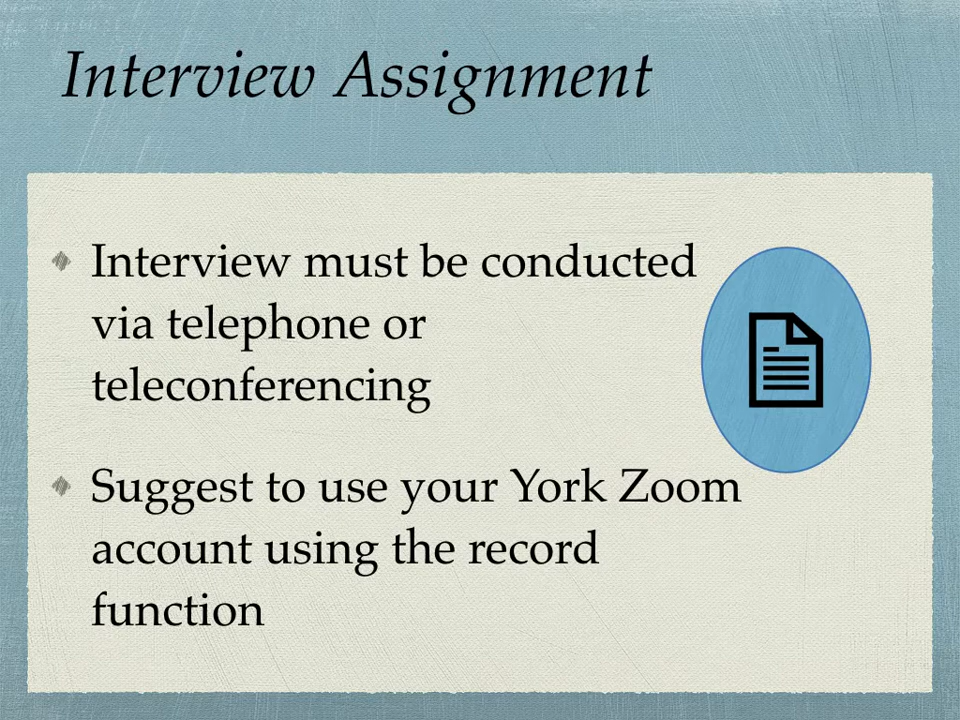 Interview Assignment
Interview must be conducted
via telephone or
teleconferencing
Suggest to use your York Zoom
account using the record
function